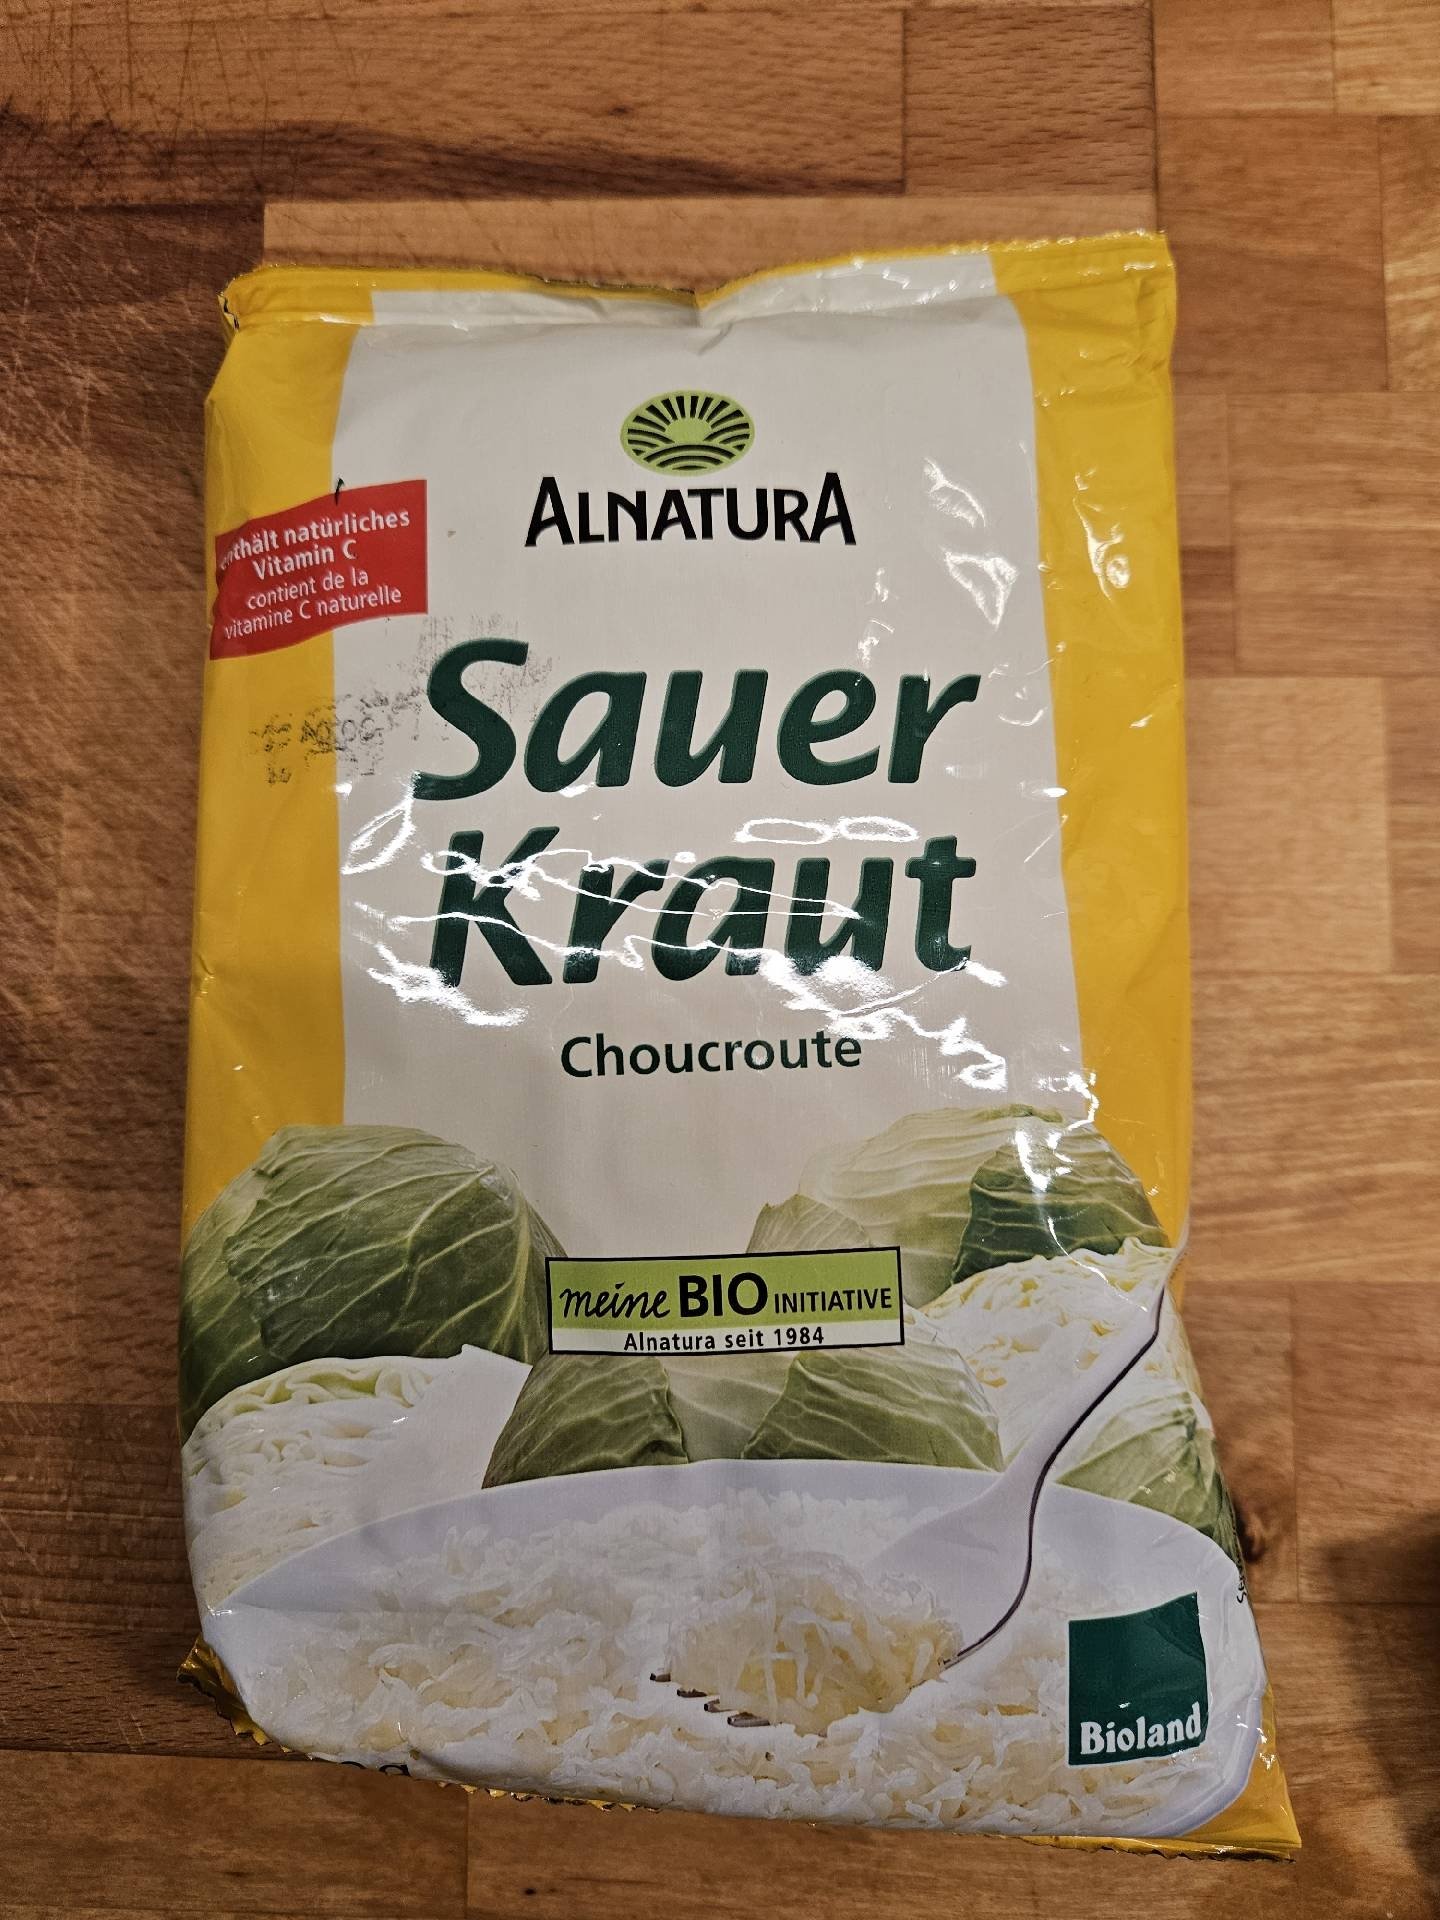 ALNATURA
enthält natürliches
Vitamin C
contient de la
vitamine C naturelle
Sauer
Kraut
Choucroute
meine BIO INITIATIVE
Alnatura seit 1984
Bioland